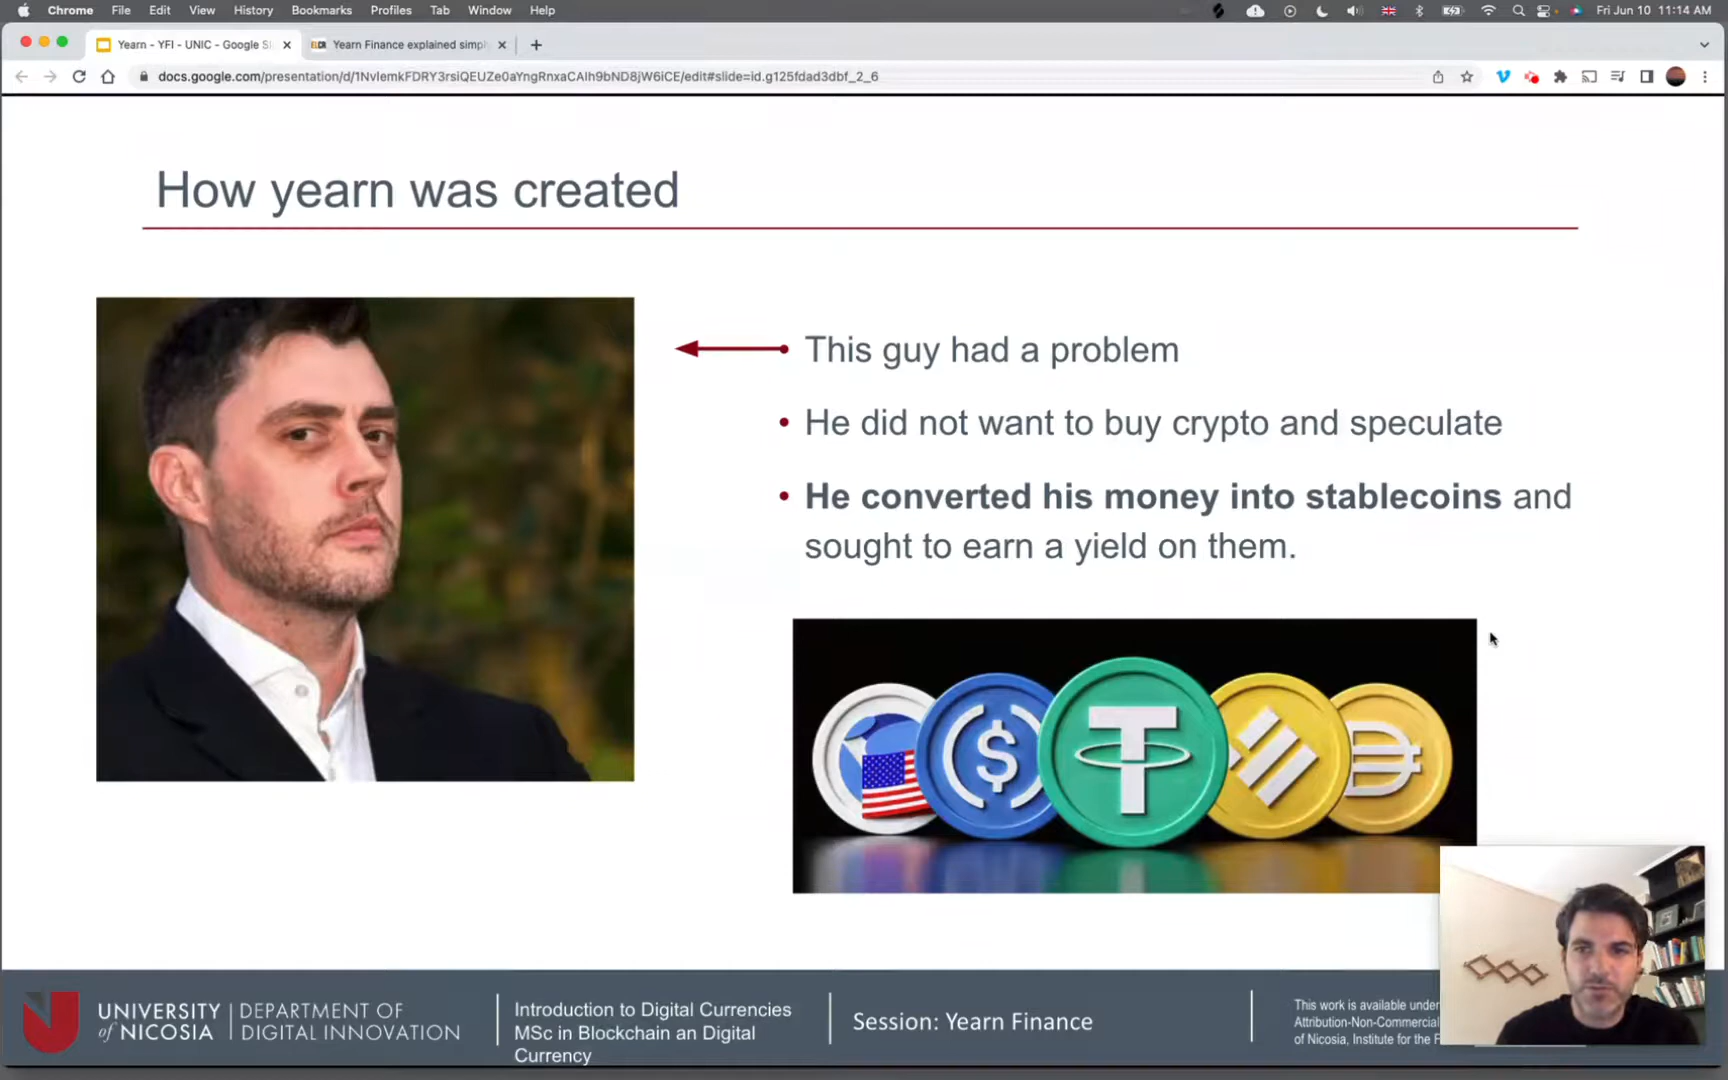 Chrome File Edit View History Bookmarks Profiles Tab Window Help Fri Jun 10 11:14 AM
Yearn - YFI - UNIC - Google Sl
Yearn Finance explained simpl
docs.google.com/presentation/d/1NvIemkFDRY3rsiQEUZe0aYngRnxaCAIh9bND8jW6iCE/edit#slide=id.g125fdad3dbf_2_6
How yearn was created
This guy had a problem
He did not want to buy crypto and speculate
He converted his money into stablecoins and
sought to earn a yield on them.
UNIVERSITY
of NICOSIA
DEPARTMENT OF
DIGITAL INNOVATION
Introduction to Digital Currencies
MSc in Blockchain an Digital
Currency
Session: Yearn Finance
This work is available under
Attribution-Non-Commercial
of Nicosia, Institute for the F